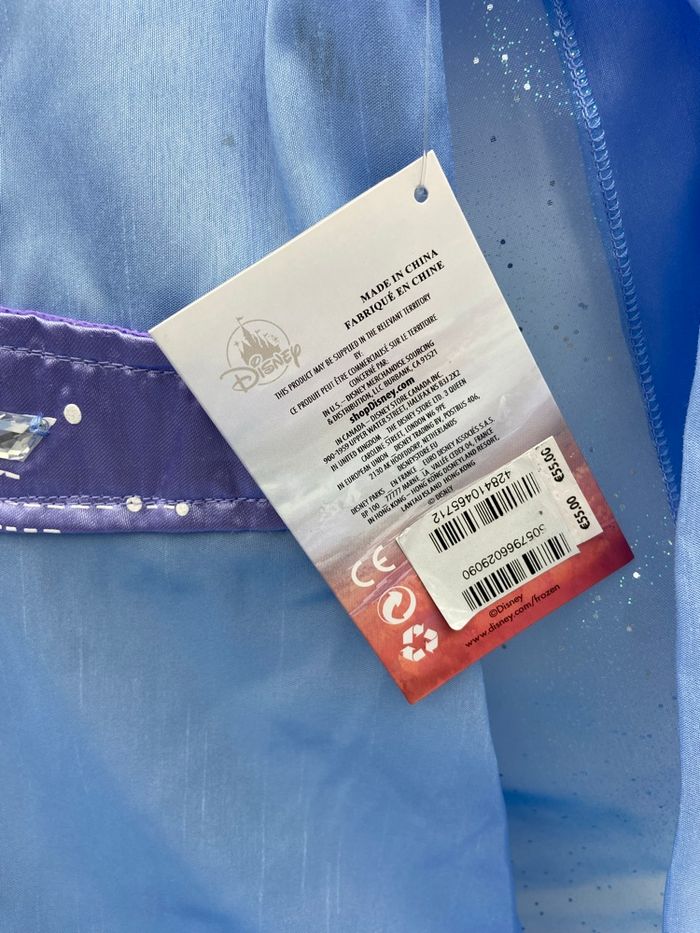 MADE IN CHINA
FABRIQUÉ EN CHINE
Disney
THIS PRODUCT MAY BE SUPPLIED IN THE RELEVANT TERRITORY
BY:
CE PRODUIT PEUT ÊTRE COMMERCIALISÉ SUR LE TERRITOIRE
CONCERNÉ PAR:
IN U.S.– DISNEY MERCHANDISE SOURCING
& DISTRIBUTION, LLC BURBANK, CA 91521
shopDisney.com
IN CANADA – DISNEY STORE CANADA INC.
900-1959 UPPER WATER STREET, HALIFAX NS B3J-2X2
IN UNITED KINGDOM – THE DISNEY STORE LTD. 3 QUEEN
CAROLINE STREET, LONDON W6 9PE
IN EUROPEAN UNION – DISNEY TRADING BV. POSTBUS 406,
2130 AK HOOFDDORP, NETHERLANDS
DISNEYSTORE.EU
DISNEY PARKS – EN FRANCE – EURO DISNEY ASSOCIÉS S.A.S.
BP 100 – 77777 MARNE LA VALLÉE CEDEX 04, FRANCE
IN HONG KONG – HONG KONG DISNEYLAND RESORT,
LANTAU ISLAND, HONG KONG
© DISNEY
428410465712
€55.00
€55.00
3057966029090
CE
©Disney
www.disney.com/frozen